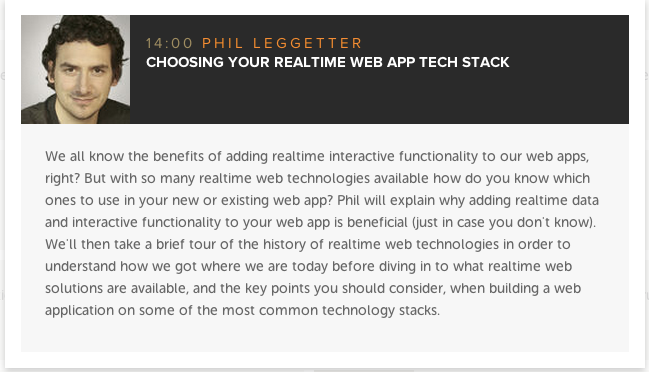 14:00 PHIL LEGGETTER
CHOOSING YOUR REALTIME WEB APP TECH STACK
We all know the benefits of adding realtime interactive functionality to our web apps,
right? But with so many realtime web technologies available how do you know which
ones to use in your new or existing web app? Phil will explain why adding realtime data
and interactive functionality to your web app is beneficial (just in case you don't know).
We'll then take a brief tour of the history of realtime web technologies in order to
understand how we got where we are today before diving in to what realtime web
solutions are available, and the key points you should consider, when building a web
application on some of the most common technology stacks.